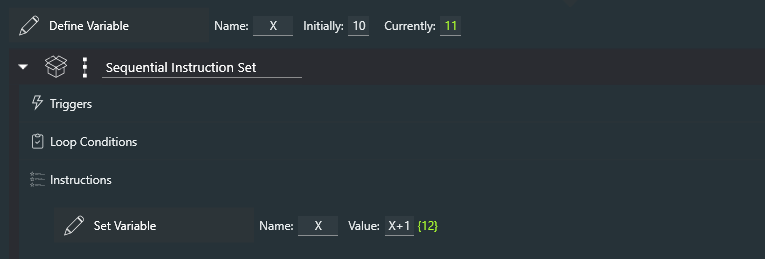 Define Variable Name: X Initially: 10 Currently: 11
Sequential Instruction Set
Triggers
Loop Conditions
Instructions
Set Variable Name: X Value: X+1 {12}